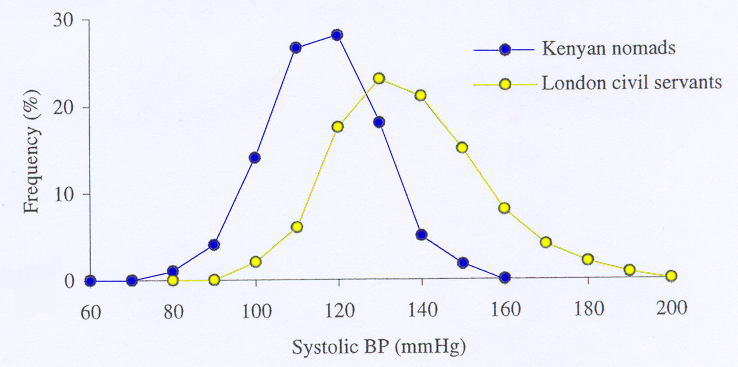 30
20
10
0
Frequency (%)
60 80 100 120 140 160 180 200
Systolic BP (mmHg)
Kenyan nomads
London civil servants